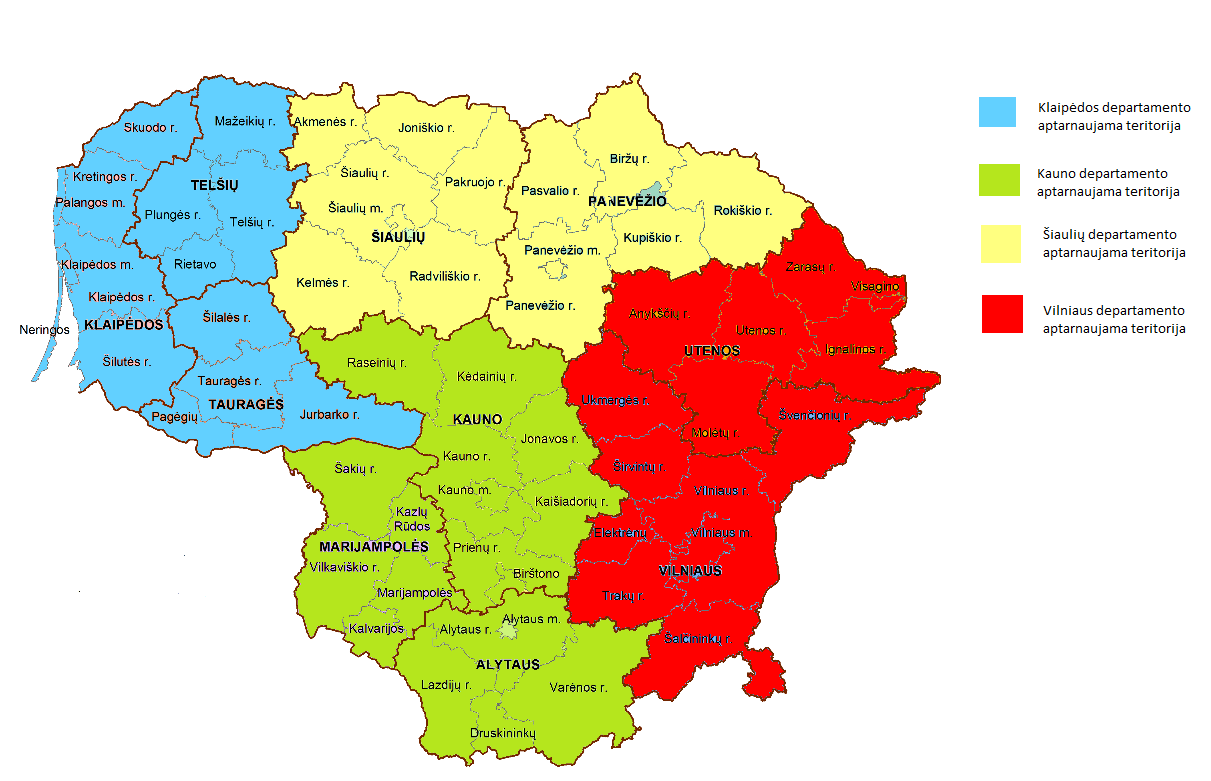 Skuodo r.
Mažeikių r.
Kretingos r.
TELŠIŲ
Palangos m.
Plungės r.
Telšių r.
Klaipėdos m.
Rietavo
Klaipėdos r.
Neringos
KLAIPĖDOS
Šilalės r.
Šilutės r.
Tauragės r.
TAURAGĖS
Pagėgių
Jurbarko r.
Akmenės r.
Joniškio r.
Šiaulių r.
Pakruojo r.
Šiaulių m.
ŠIAULIŲ
Kelmės r.
Radviliškio r.
Biržų r.
Pasvalio r.
PANEVĖŽIO
Rokiškio r.
Panevėžio m.
Kupiškio r.
Panevėžio r.
Zarasų r.
Visagino
Anykščių r.
Utenos r.
UTENOS
Ignalinos r.
Ukmergės r.
Švenčionių r.
Molėtų r.
Širvintų r.
Vilniaus r.
Elektrėnų
Vilniaus m.
VILNIAUS
Trakų r
Šalčininkų r.
Raseinių r.
Kėdainių r.
KAUNO
Jonavos r.
Kauno r.
Kauno m.
Kaišiadorių r.
Prienų r.
Birštono
Šakių r.
Kazlų
Rūdos
MARIJAMPOLĖS
Vilkaviškio r.
Marijampolės
Kalvarijos
Alytaus m.
Alytaus r.
ALYTAUS
Lazdijų r.
Varėnos r.
Druskininkų
Klaipėdos departamento
aptarnaujama teritorija
Kauno departamento
aptarnaujama teritorija
Šiaulių departamento
aptarnaujama teritorija
Vilniaus departamento
aptarnaujama teritorija